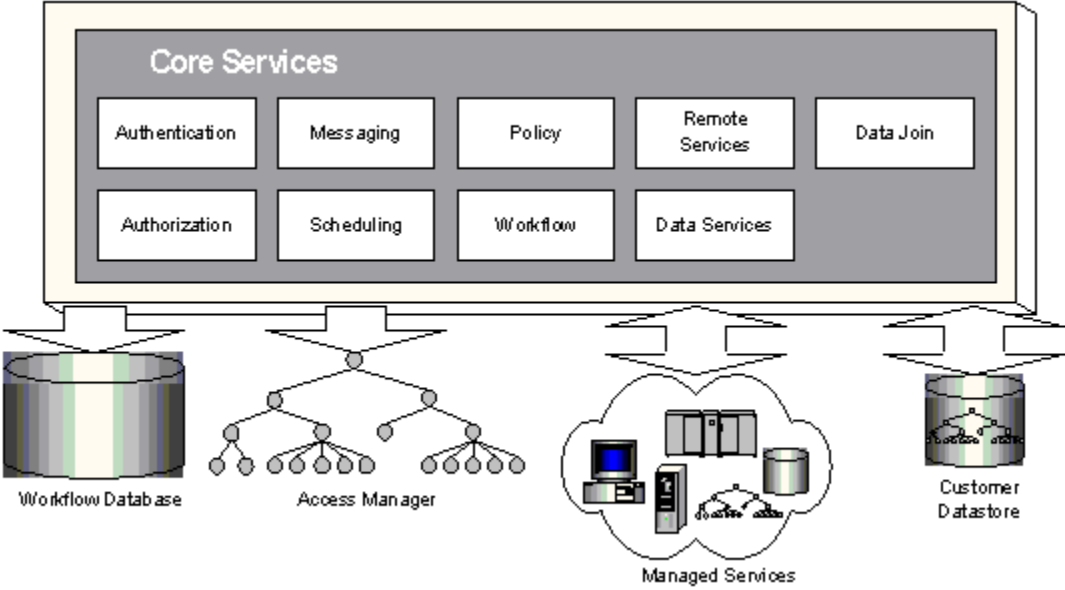 Core Services
Authentication
Messaging
Policy
Remote
Services
Data Join
Authorization
Scheduling
Workflow
Data Services
Workflow Database
Access Manager
Managed Services
Customer
Datastore